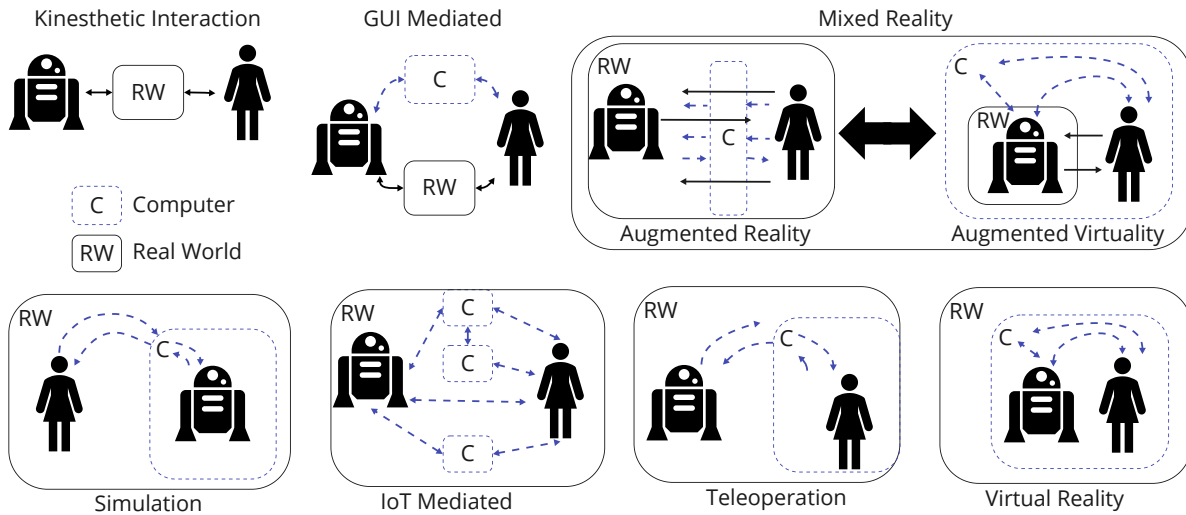 Kinesthetic Interaction
RW
GUI Mediated
C
RW
Mixed Reality
RW
C
Augmented Reality
C
RW
Augmented Virtuality
C Computer
RW Real World
RW
C
Simulation
RW
C
C
C
IoT Mediated
RW
C
Teleoperation
RW
C
Virtual Reality